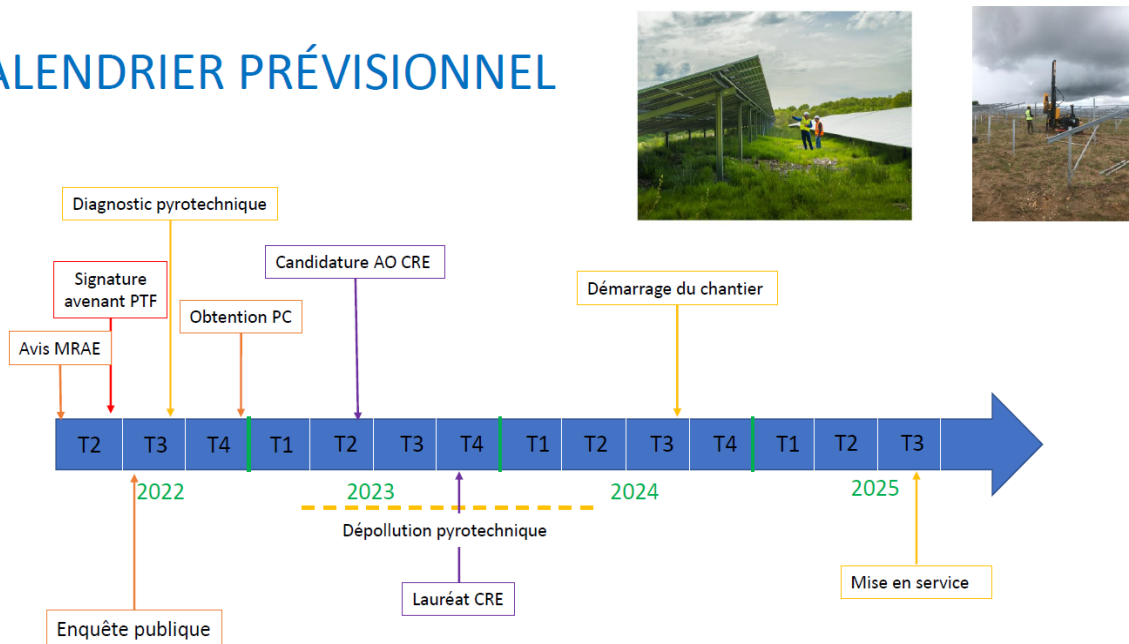 ALENDRIER PRÉVISIONNEL
Diagnostic pyrotechnique
Signature
avenant PTF
Candidature AO CRE
Démarrage du chantier
Obtention PC
Avis MRAE
T2 T3 T4 T1 T2 T3 T4 T1 T2 T3 T4 T1 T2 T3
2022 2023 2024 2025
Dépollution pyrotechnique
Mise en service
Lauréat CRE
Enquête publique